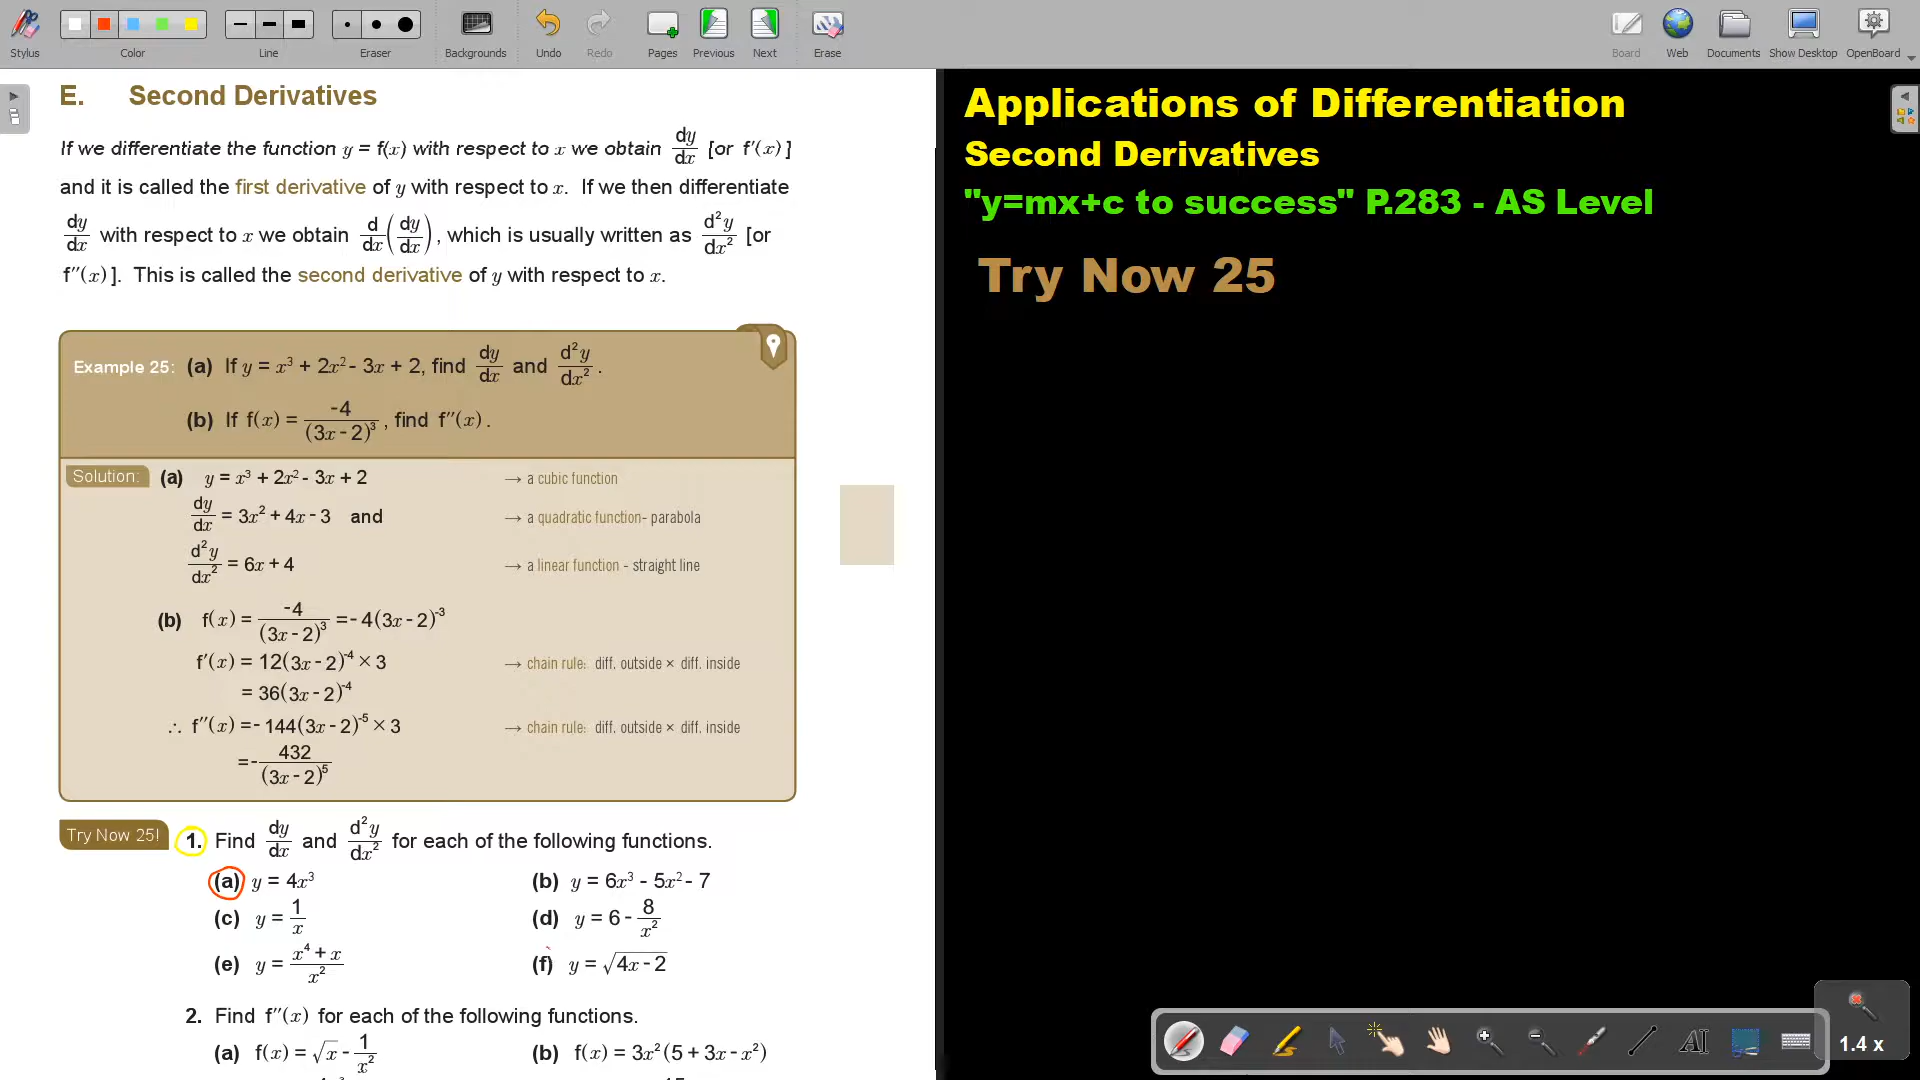 Stylus Color Line Eraser Backgrounds Undo Redo Pages Previous Next Erase Board Web Documents Show Desktop OpenBoard
E. Second Derivatives
If we differentiate the function y = f(x) with respect to x we obtain dy/dx [or f′(x)]
and it is called the first derivative of y with respect to x. If we then differentiate
dy/dx with respect to x we obtain d/dx(dy/dx), which is usually written as d²y/dx² [or
f″(x)]. This is called the second derivative of y with respect to x.
Example 25: (a) If y = x³ + 2x² - 3x + 2, find dy/dx and d²y/dx².
(b) If f(x) = -4/(3x - 2)³, find f″(x).
Solution: (a) y = x³ + 2x² - 3x + 2 → a cubic function
dy/dx = 3x² + 4x - 3 and → a quadratic function- parabola
d²y/dx² = 6x + 4 → a linear function - straight line
(b) f(x) = -4/(3x - 2)³ = - 4(3x - 2)⁻³
f′(x) = 12(3x - 2)⁻⁴ × 3 → chain rule: diff. outside × diff. inside
= 36(3x - 2)⁻⁴
∴ f″(x) = - 144(3x - 2)⁻⁵ × 3 → chain rule: diff. outside × diff. inside
= - 432/(3x - 2)⁵
Try Now 25! 1. Find dy/dx and d²y/dx² for each of the following functions.
(a) y = 4x³ (b) y = 6x³ - 5x² - 7
(c) y = 1/x (d) y = 6 - 8/x²
(e) y = (x⁴ + x)/x² (f) y = √(4x - 2)
2. Find f″(x) for each of the following functions.
(a) f(x) = √x - 1/x² (b) f(x) = 3x²(5 + 3x - x²)
Applications of Differentiation
Second Derivatives
"y=mx+c to success" P.283 - AS Level
Try Now 25
1.4 x